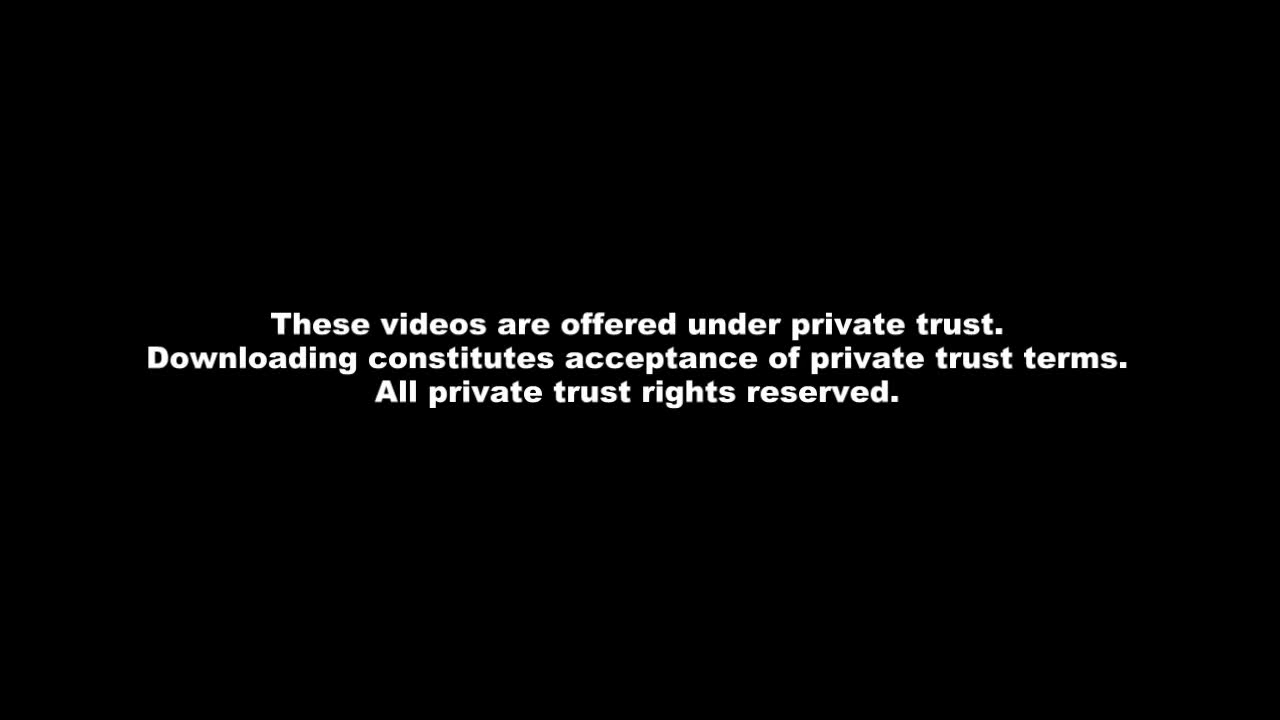 These videos are offered under private trust.
Downloading constitutes acceptance of private trust terms.
All private trust rights reserved.